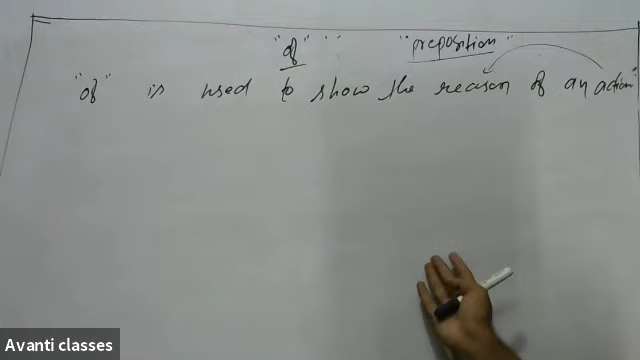 "of" "preposition"
"of" is used to show the reason of an action"
Avanti classes